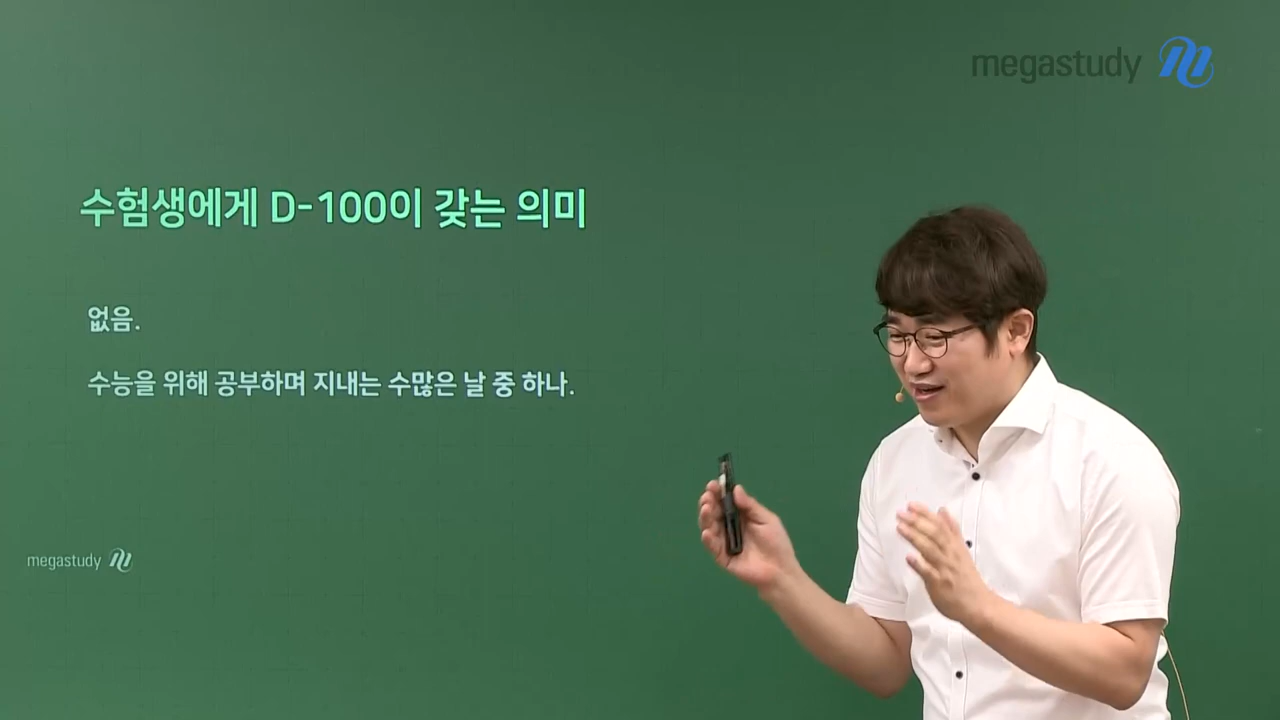 megastudy
수험생에게 D-100이 갖는 의미
없음.
수능을 위해 공부하며 지내는 수많은 날 중 하나.
megastudy